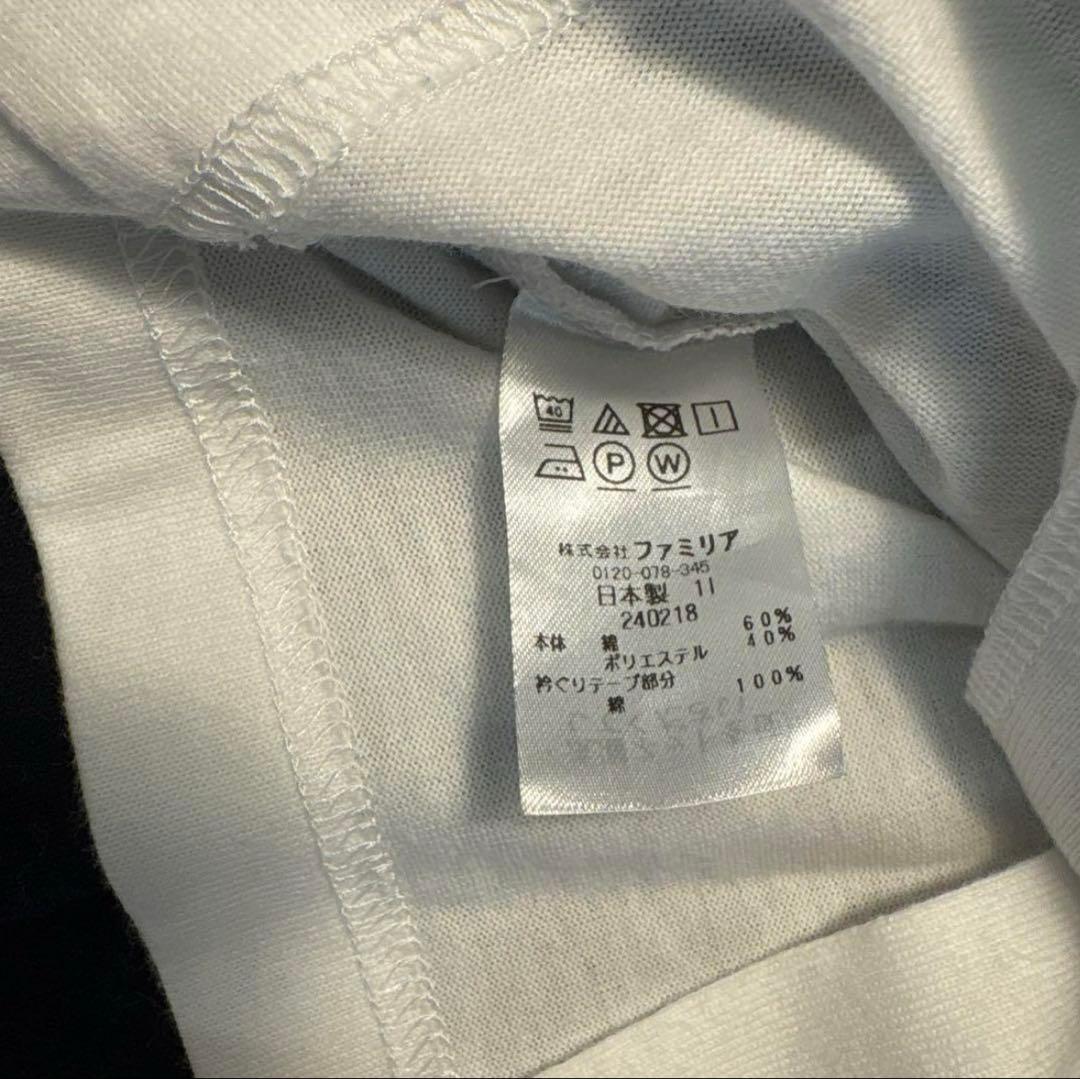 40
P W
株式会社ファミリア
0120-078-345
日本製 11
240218
本体 綿 60%
ポリエステル 40%
衿ぐりテープ部分
綿 100%